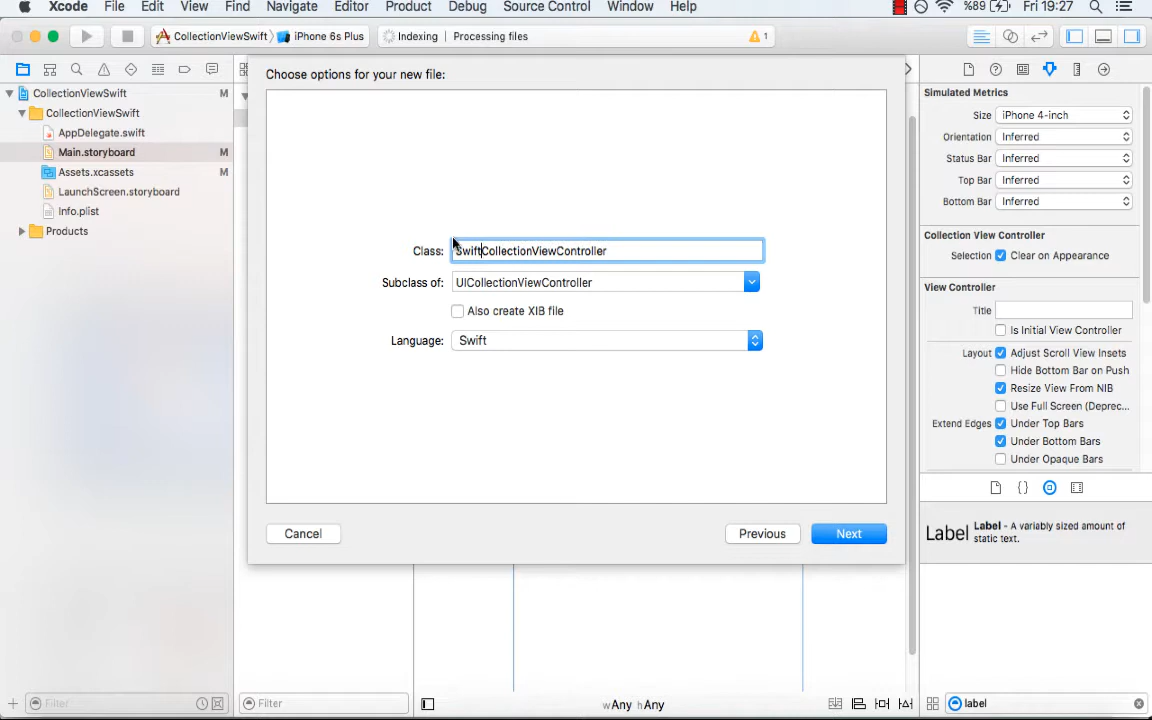 Xcode File Edit View Find Navigate Editor Product Debug Source Control Window Help %89 Fri 19:27
CollectionViewSwift iPhone 6s Plus Indexing Processing files 1
CollectionViewSwift M
CollectionViewSwift
AppDelegate.swift
Main.storyboard M
Assets.xcassets M
LaunchScreen.storyboard
Info.plist
Products
Choose options for your new file:
Class: SwiftCollectionViewController
Subclass of: UICollectionViewController
Also create XIB file
Language: Swift
Cancel Previous Next
Simulated Metrics
Size iPhone 4-inch
Orientation Inferred
Status Bar Inferred
Top Bar Inferred
Bottom Bar Inferred
Collection View Controller
Selection Clear on Appearance
View Controller
Title
Is Initial View Controller
Layout Adjust Scroll View Insets
Hide Bottom Bar on Push
Resize View From NIB
Use Full Screen (Deprec...
Extend Edges Under Top Bars
Under Bottom Bars
Under Opaque Bars
Label Label - A variably sized amount of
static text.
Filter Filter wAny hAny label